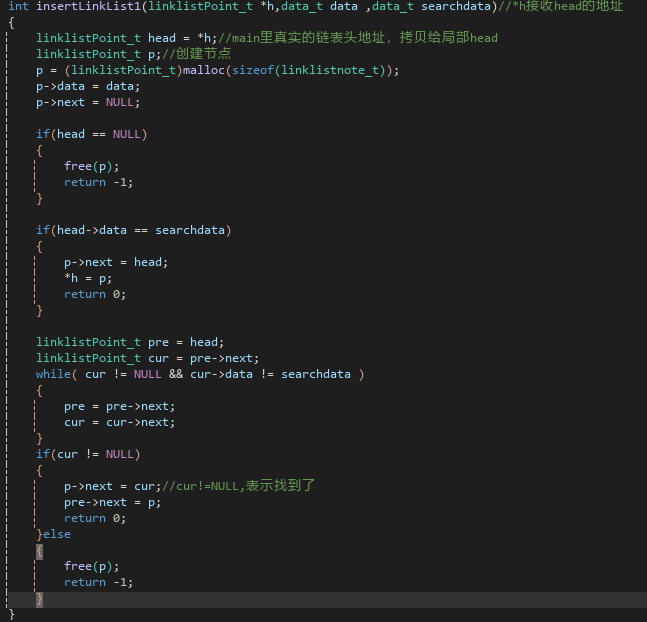 int insertLinkList1(linklistPoint_t *h,data_t data ,data_t searchdata)//*h接收head的地址
{
    linklistPoint_t head = *h;//main里真实的链表头地址，拷贝给局部head
    linklistPoint_t p;//创建节点
    p = (linklistPoint_t)malloc(sizeof(linklistnote_t));
    p->data = data;
    p->next = NULL;
    if(head == NULL)
    {
        free(p);
        return -1;
    }
    if(head->data == searchdata)
    {
        p->next = head;
        *h = p;
        return 0;
    }
    linklistPoint_t pre = head;
    linklistPoint_t cur = pre->next;
    while( cur != NULL && cur->data != searchdata )
    {
        pre = pre->next;
        cur = cur->next;
    }
    if(cur != NULL)
    {
        p->next = cur;//cur!=NULL,表示找到了
        pre->next = p;
        return 0;
    }else
    {
        free(p);
        return -1;
    }
}